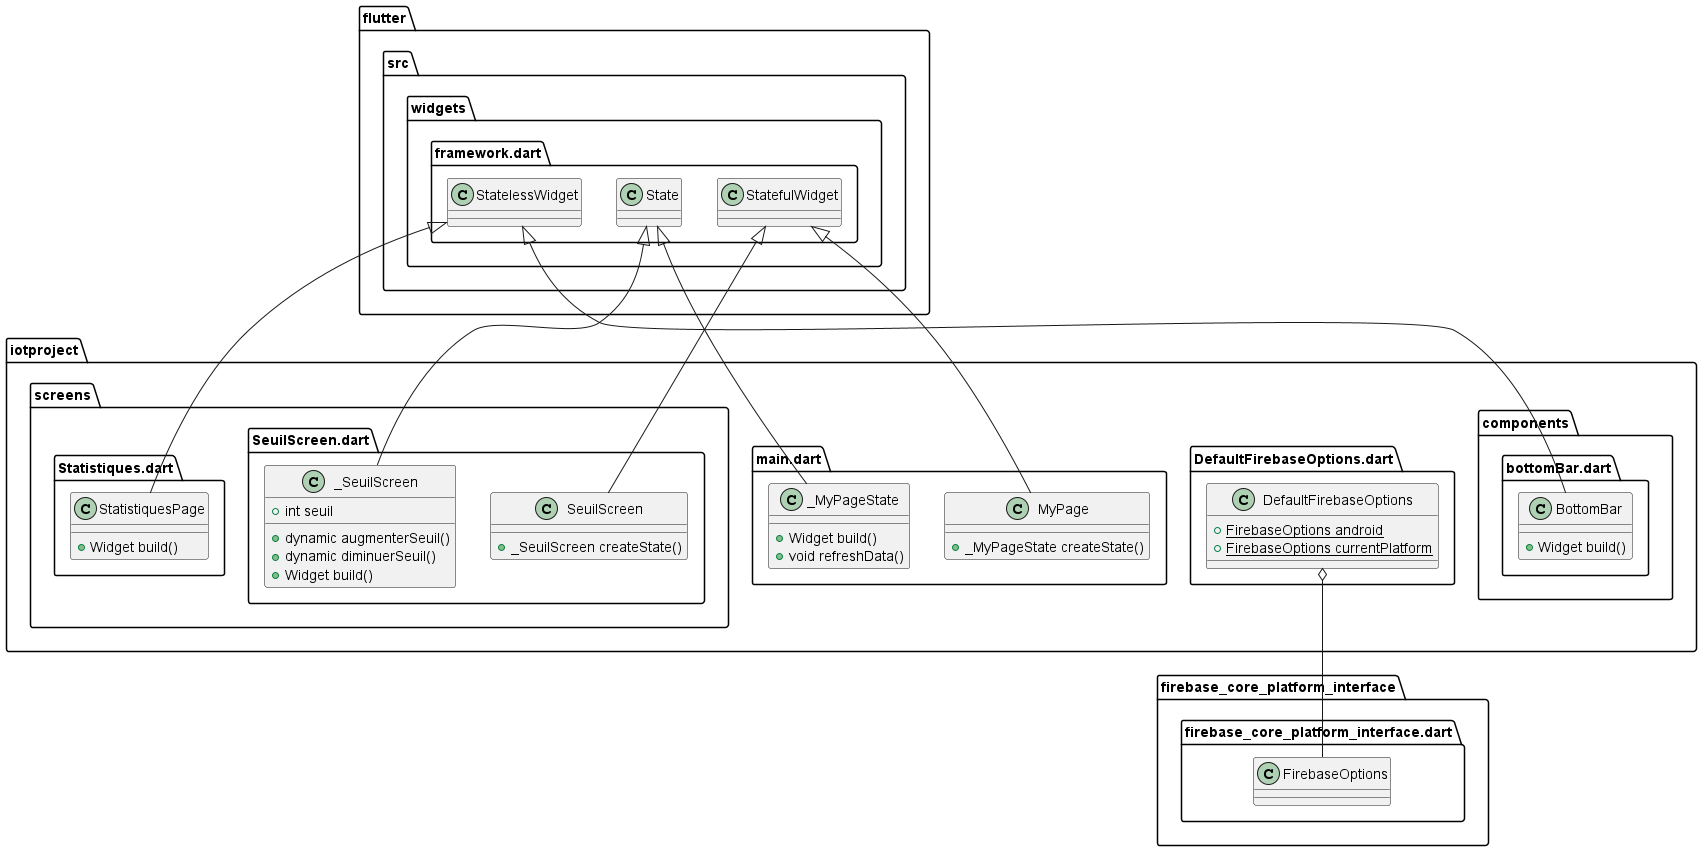 flutter
src
widgets
framework.dart
C StatelessWidget
C State
C StatefulWidget
iotproject
screens
Statistiques.dart
C StatistiquesPage
Widget build()
SeuilScreen.dart
C _SeuilScreen
int seuil
dynamic augmenterSeuil()
dynamic diminuerSeuil()
Widget build()
C SeuilScreen
_SeuilScreen createState()
main.dart
C _MyPageState
Widget build()
void refreshData()
C MyPage
_MyPageState createState()
DefaultFirebaseOptions.dart
C DefaultFirebaseOptions
FirebaseOptions android
FirebaseOptions currentPlatform
components
bottomBar.dart
C BottomBar
Widget build()
firebase_core_platform_interface
firebase_core_platform_interface.dart
C FirebaseOptions